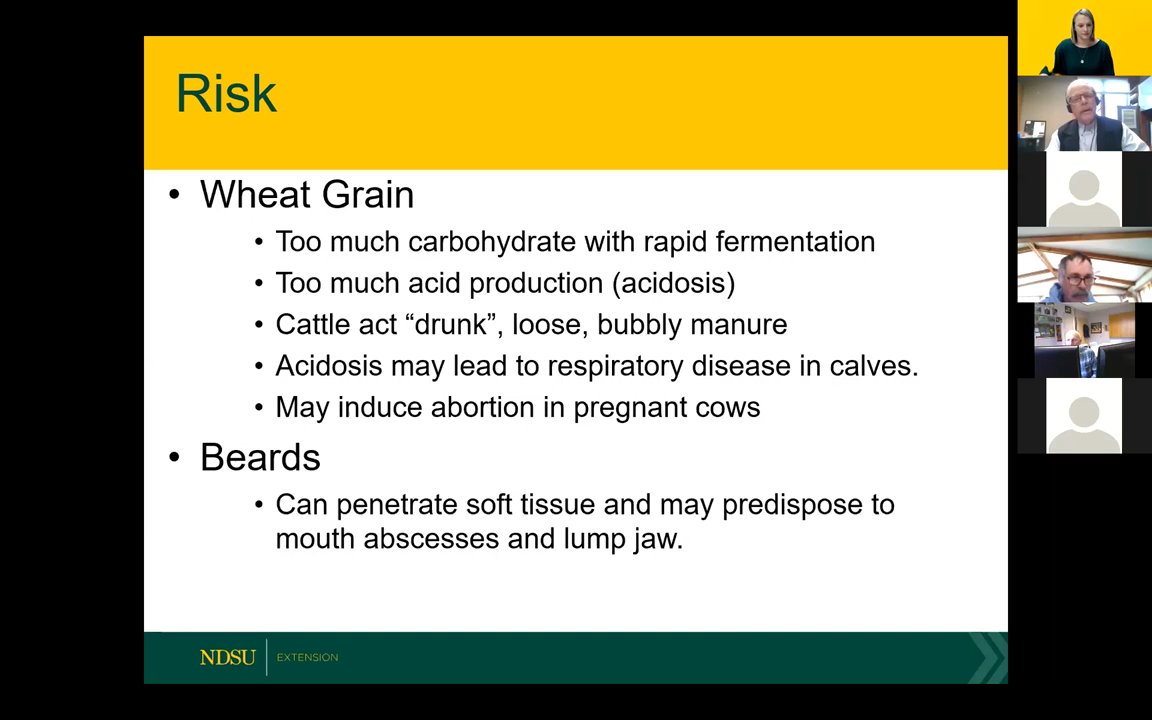 Risk
• Wheat Grain
• Too much carbohydrate with rapid fermentation
• Too much acid production (acidosis)
• Cattle act “drunk”, loose, bubbly manure
• Acidosis may lead to respiratory disease in calves.
• May induce abortion in pregnant cows
• Beards
• Can penetrate soft tissue and may predispose to
mouth abscesses and lump jaw.
NDSU EXTENSION